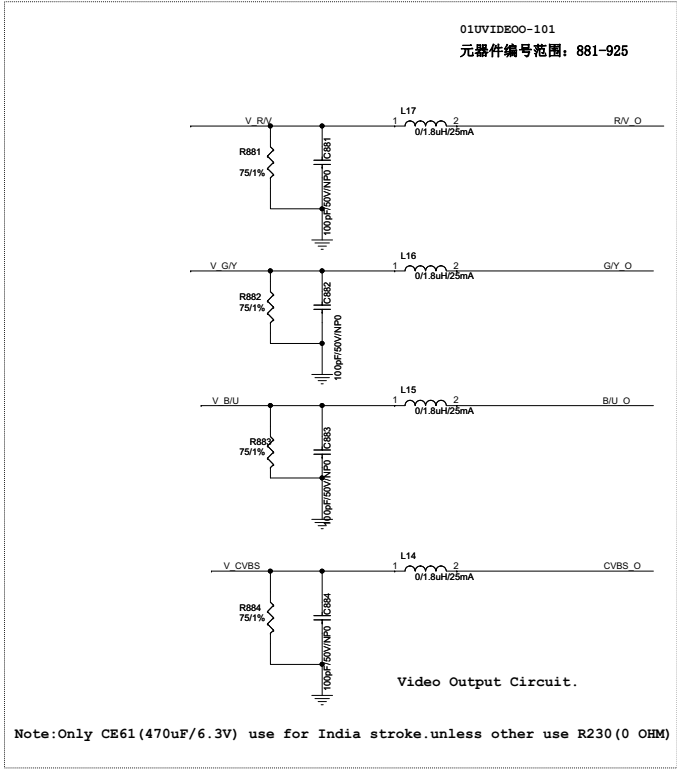 01UVIDEOO-101
元器件编号范围：881-925
L17
V_R/V
1
2
R/V_O
0/1.8uH/25mA
R881
75/1%
C881
100pF/50V/NP0
L16
V_G/Y
1
2
G/Y_O
0/1.8uH/25mA
R882
75/1%
C882
100pF/50V/NP0
L15
V_B/U
1
2
B/U_O
0/1.8uH/25mA
R883
75/1%
C883
100pF/50V/NP0
L14
V_CVBS
1
2
CVBS_O
0/1.8uH/25mA
R884
75/1%
C884
100pF/50V/NP0
Video Output Circuit.
Note:Only CE61(470uF/6.3V) use for India stroke.unless other use R230(0 OHM)